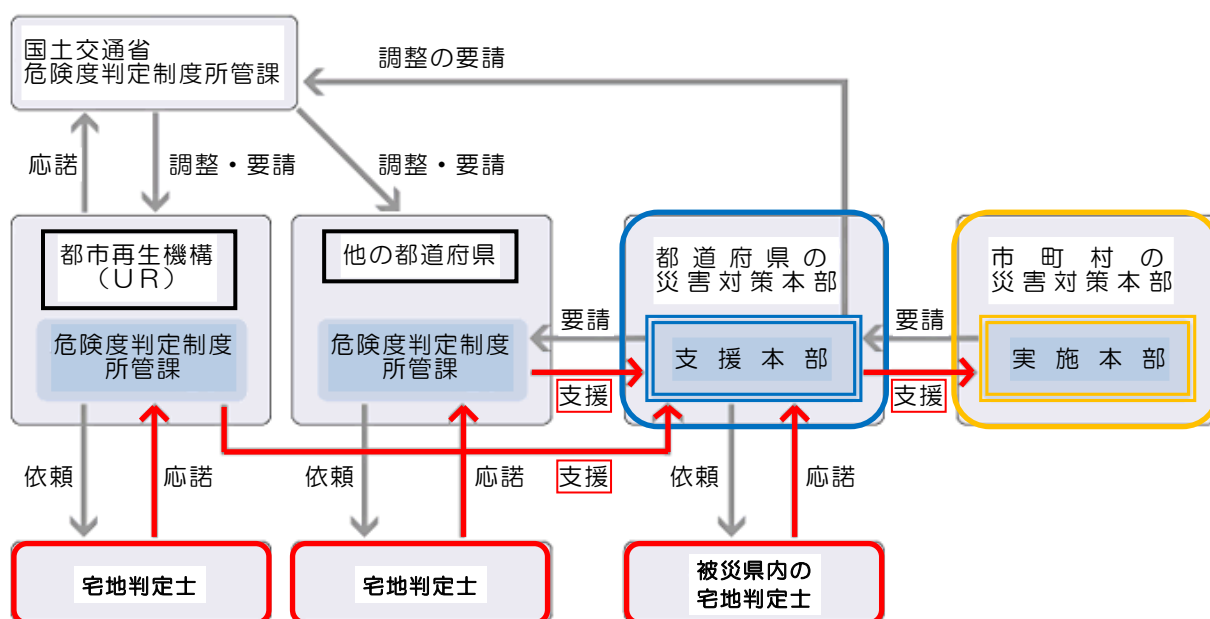 国土交通省
危険度判定制度所管課
調整の要請
応諾
調整・要請
調整・要請
都市再生機構
（ＵＲ）
他の都道府県
都道府県の
災害対策本部
市町村の
災害対策本部
危険度判定制度
所管課
危険度判定制度
所管課
要請
支援本部
要請
実施本部
支援
支援
依頼
応諾
依頼
応諾
支援
依頼
応諾
宅地判定士
宅地判定士
被災県内の
宅地判定士